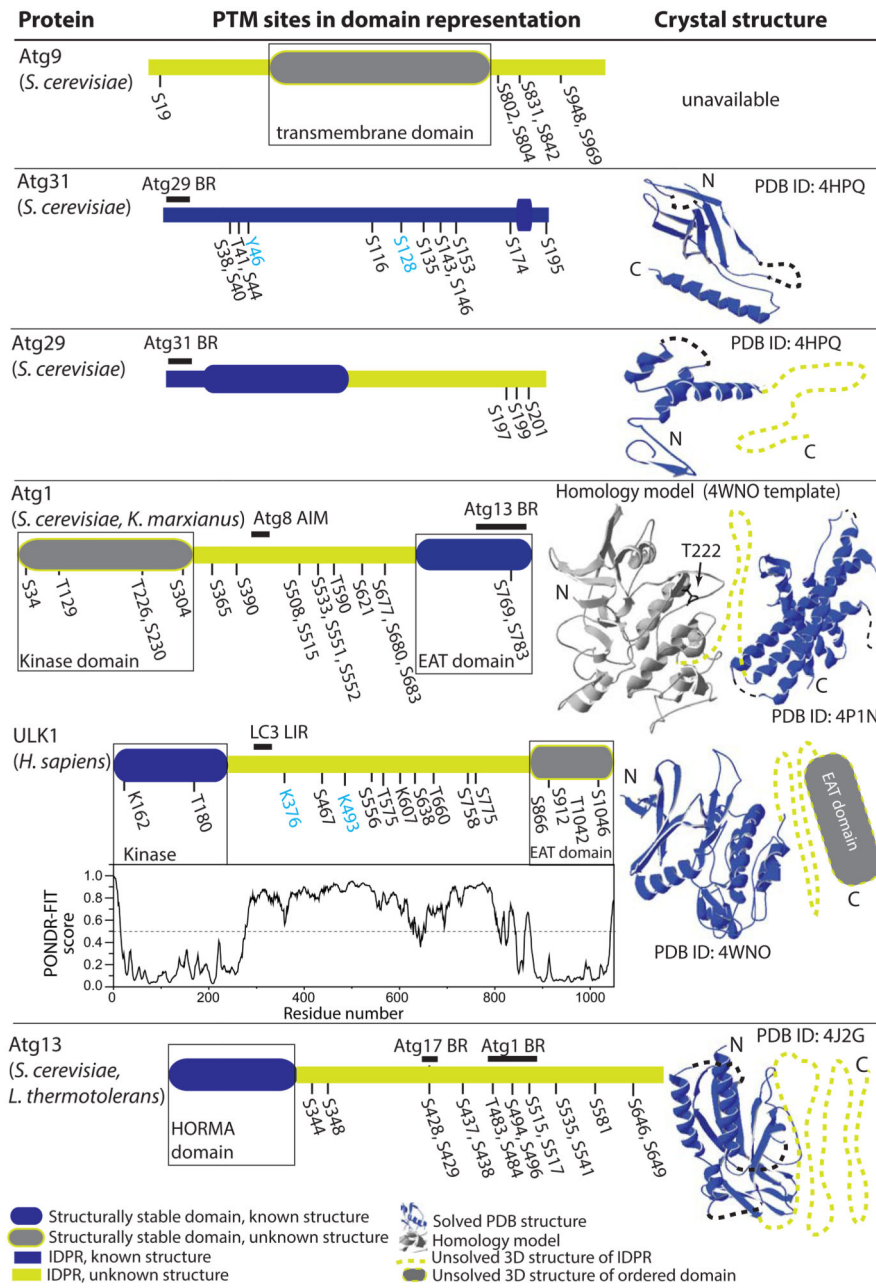 Protein PTM sites in domain representation Crystal structure
Atg9
(S. cerevisiae)
unavailable
transmembrane domain
S19
S802, S804
S831, S842
S948, S969
Atg31
(S. cerevisiae)
Atg29 BR
N
PDB ID: 4HPQ
C
S38, S40
T41, S44
Y46
S116
S128
S135
S143, S146
S153
S174
S195
Atg29
(S. cerevisiae)
Atg31 BR
PDB ID: 4HPQ
N
C
S197
S199
S201
Atg1
(S. cerevisiae, K. marxianus)
Atg8 AIM
Atg13 BR
Homology model (4WNO template)
T222
N
C
PDB ID: 4P1N
S34
T129
T226, S230
S304
S365
S390
S508, S515
S533, S551, S552
T590
S621
S677, S680, S683
S769, S783
Kinase domain
EAT domain
ULK1
(H. sapiens)
LC3 LIR
N
EAT domain
C
PDB ID: 4WNO
K162
T180
K376
S467
K493
S556
T575
K607
S638
T660
S758
S775
S866
S912
T1042
S1046
Kinase
EAT domain
PONDR-FIT
score
1.0
0.8
0.6
0.4
0.2
0.0
0 200 400 600 800 1000
Residue number
Atg13
(S. cerevisiae,
L. thermotolerans)
Atg17 BR
Atg1 BR
N
PDB ID: 4J2G
C
HORMA
domain
S344
S348
S428, S429
S437, S438
T483, S484
S494, S496
S515, S517
S535, S541
S581
S646, S649
Structurally stable domain, known structure
Structurally stable domain, unknown structure
IDPR, known structure
IDPR, unknown structure
Solved PDB structure
Homology model
Unsolved 3D structure of IDPR
Unsolved 3D structure of ordered domain